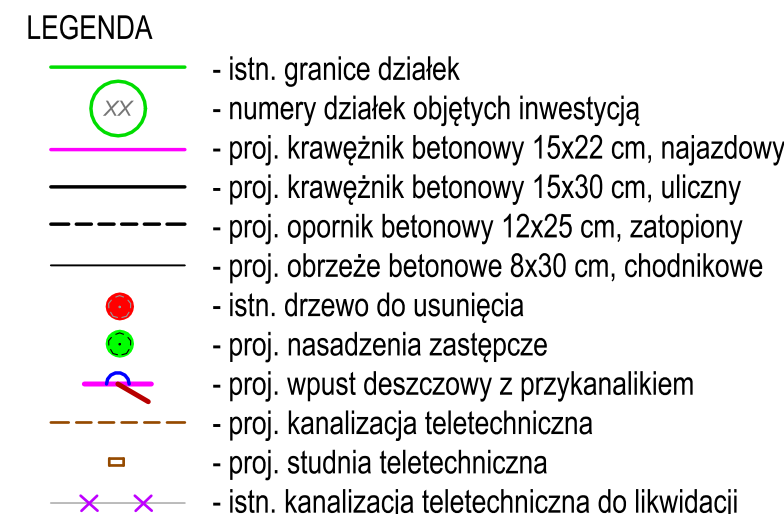 LEGENDA
- istn. granice działek
XX - numery działek objętych inwestycją
- proj. krawężnik betonowy 15x22 cm, najazdowy
- proj. krawężnik betonowy 15x30 cm, uliczny
- proj. opornik betonowy 12x25 cm, zatopiony
- proj. obrzeże betonowe 8x30 cm, chodnikowe
- istn. drzewo do usunięcia
- proj. nasadzenia zastępcze
- proj. wpust deszczowy z przykanalikiem
- proj. kanalizacja teletechniczna
- proj. studnia teletechniczna
- istn. kanalizacja teletechniczna do likwidacji